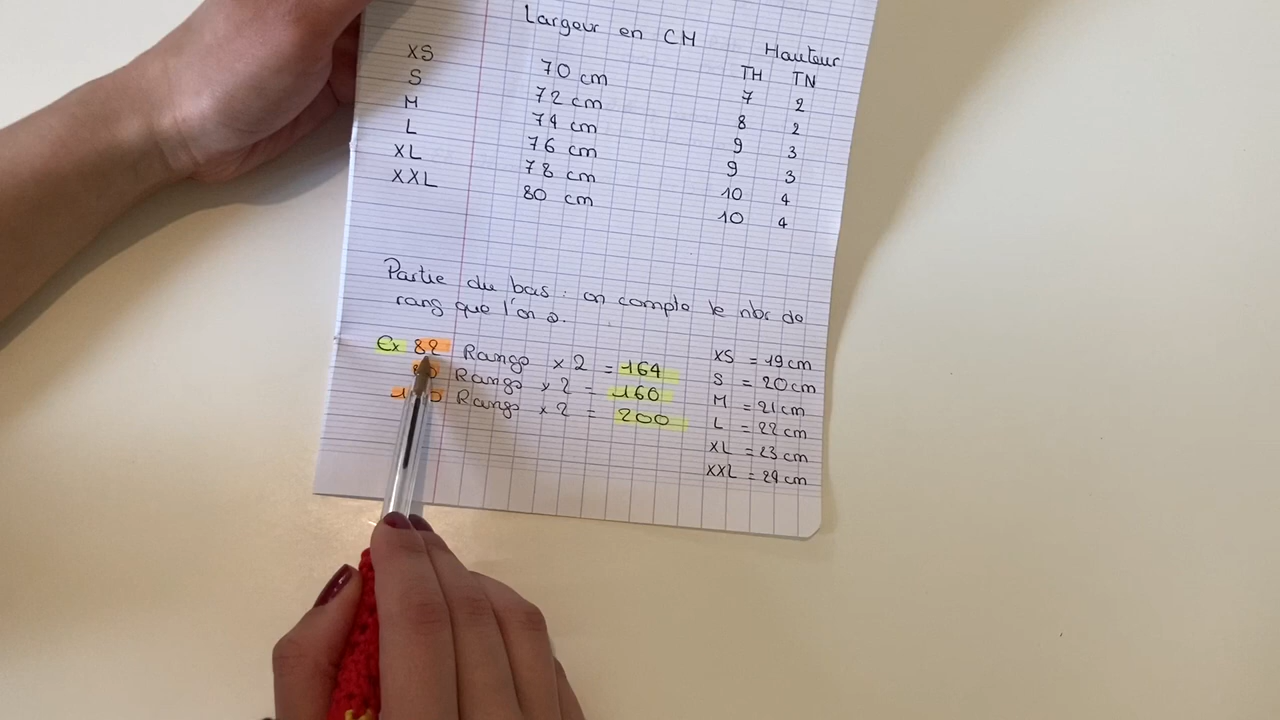 Largeur en CM Hauteur
TH TN
XS 70 cm 7 2
S 72 cm 8 2
M 74 cm 9 3
L 76 cm 9 3
XL 78 cm 10 4
XXL 80 cm 10 4
Partie du bas : on compte le nbr de
rang que l'on a.
Ex 82 Rangs x 2 = 164
Rangs x 2 = 160
Rangs x 2 = 200
XS = 19 cm
S = 20 cm
M = 21 cm
L = 22 cm
XL = 23 cm
XXL = 24 cm